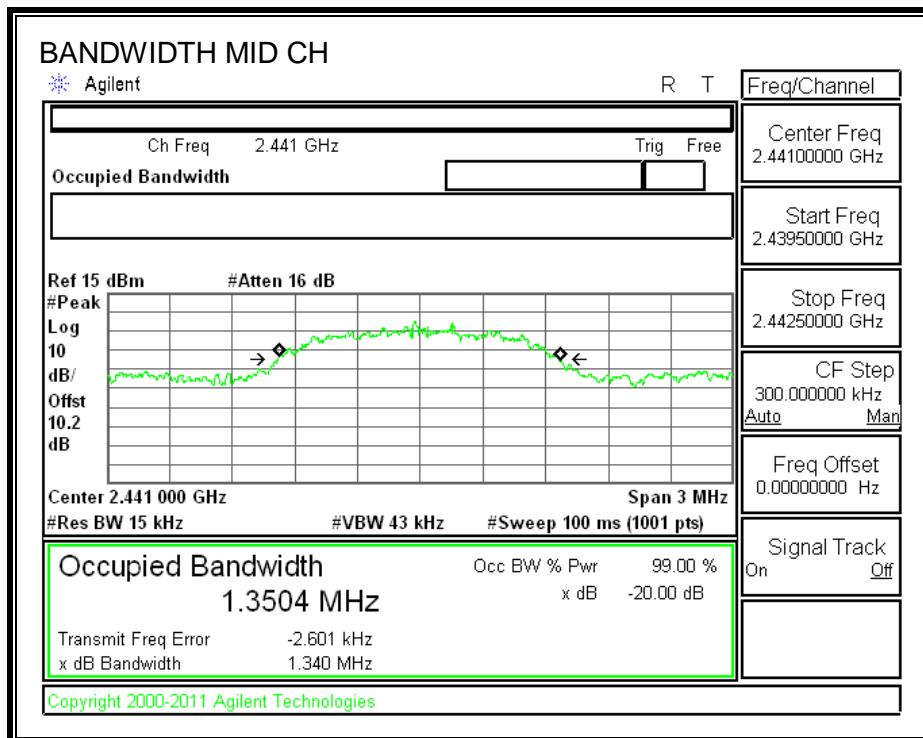 BANDWIDTH MID CH
Agilent R T
Ch Freq 2.441 GHz Trig Free
Occupied Bandwidth
Ref 15 dBm #Atten 16 dB
#Peak
Log
10
dB/
Offst
10.2
dB
Center 2.441 000 GHz Span 3 MHz
#Res BW 15 kHz #VBW 43 kHz #Sweep 100 ms (1001 pts)
Occupied Bandwidth Occ BW % Pwr 99.00 %
1.3504 MHz x dB -20.00 dB
Transmit Freq Error -2.601 kHz
x dB Bandwidth 1.340 MHz
Copyright 2000-2011 Agilent Technologies
Freq/Channel
Center Freq
2.44100000 GHz
Start Freq
2.43950000 GHz
Stop Freq
2.44250000 GHz
CF Step
300.000000 kHz
Auto Man
Freq Offset
0.00000000 Hz
Signal Track
On Off